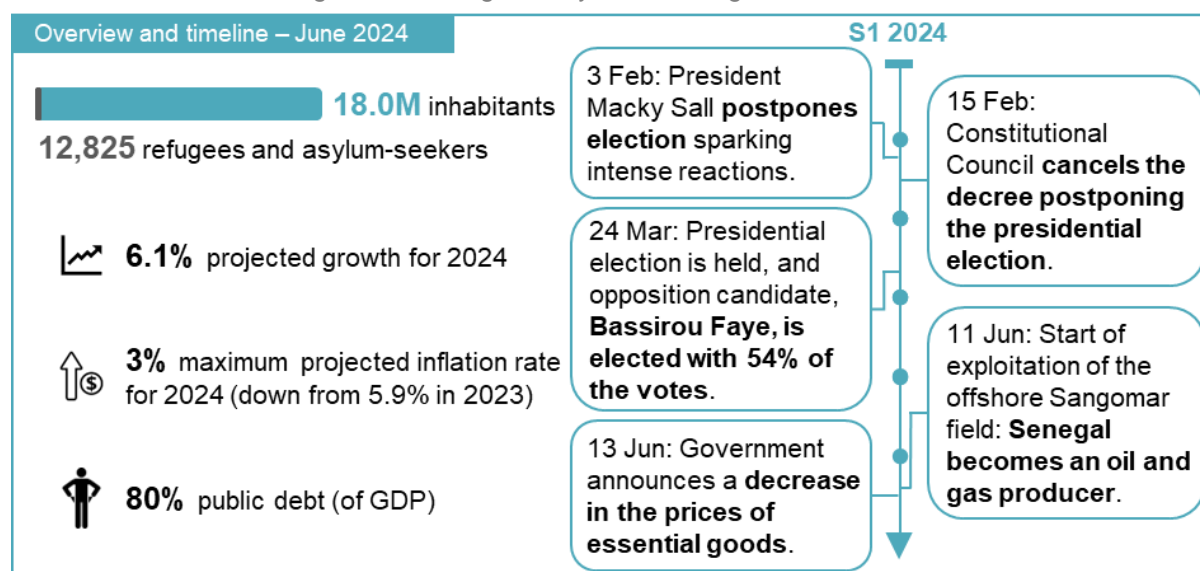 Overview and timeline – June 2024
18.0M inhabitants
12,825 refugees and asylum-seekers
6.1% projected growth for 2024
3% maximum projected inflation rate
for 2024 (down from 5.9% in 2023)
80% public debt (of GDP)
S1 2024
3 Feb: President
Macky Sall postpones
election sparking
intense reactions.
15 Feb:
Constitutional
Council cancels the
decree postponing
the presidential
election.
24 Mar: Presidential
election is held, and
opposition candidate,
Bassirou Faye, is
elected with 54% of
the votes.
11 Jun: Start of
exploitation of the
offshore Sangomar
field: Senegal
becomes an oil and
gas producer.
13 Jun: Government
announces a decrease
in the prices of
essential goods.